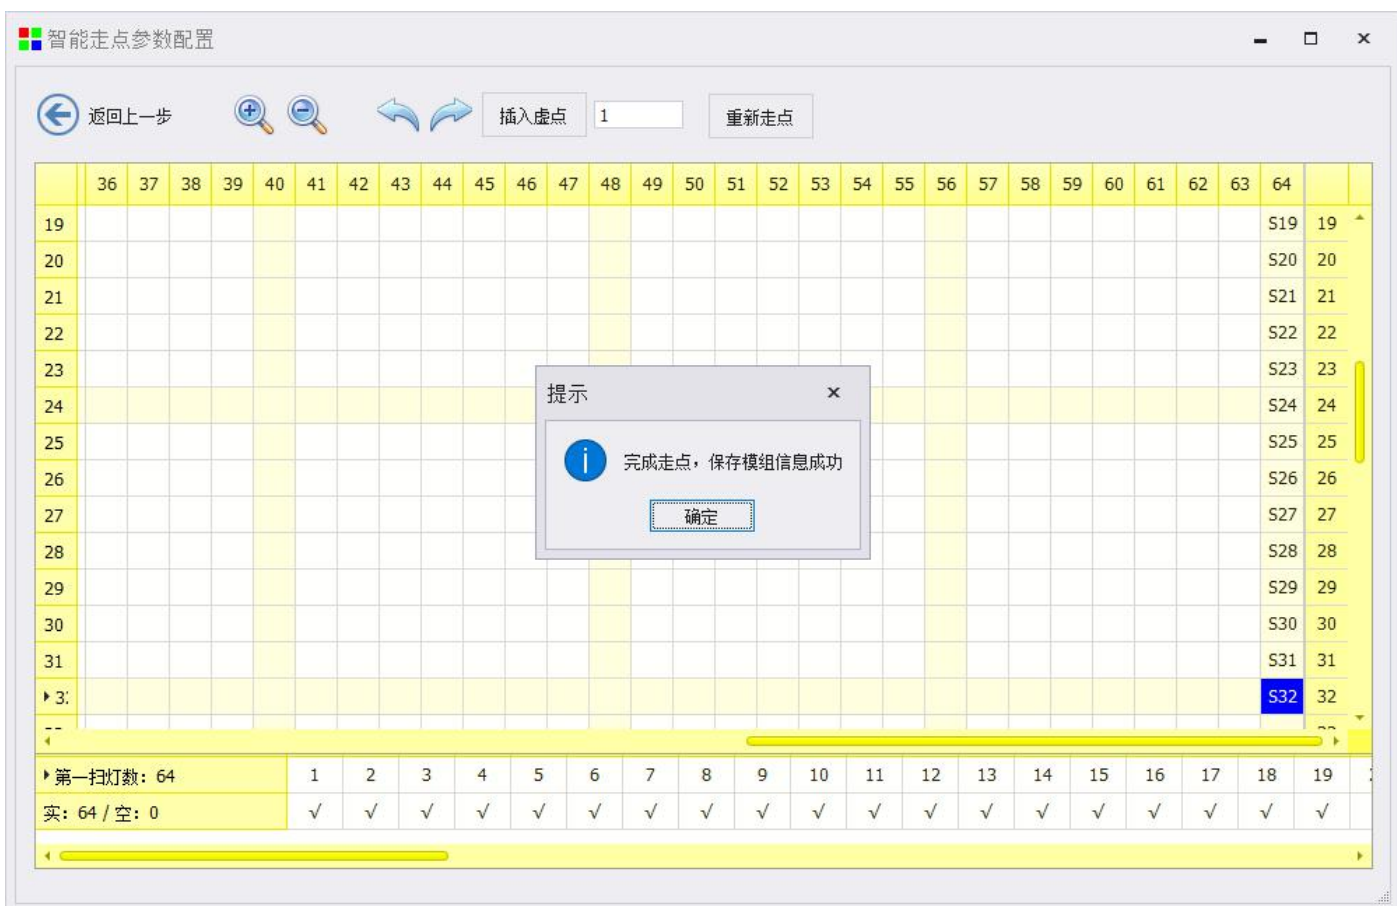 智能走点参数配置
返回上一步 插入虚点 1 重新走点
36 37 38 39 40 41 42 43 44 45 46 47 48 49 50 51 52 53 54 55 56 57 58 59 60 61 62 63 64
19 S19 19
20 S20 20
21 S21 21
22 S22 22
23 S23 23
24 S24 24
25 S25 25
26 S26 26
27 S27 27
28 S28 28
29 S29 29
30 S30 30
31 S31 31
S32 32
提示
完成走点，保存模组信息成功
确定
第一扫灯数：64 1 2 3 4 5 6 7 8 9 10 11 12 13 14 15 16 17 18 19
实：64 / 空：0 √ √ √ √ √ √ √ √ √ √ √ √ √ √ √ √ √ √ √